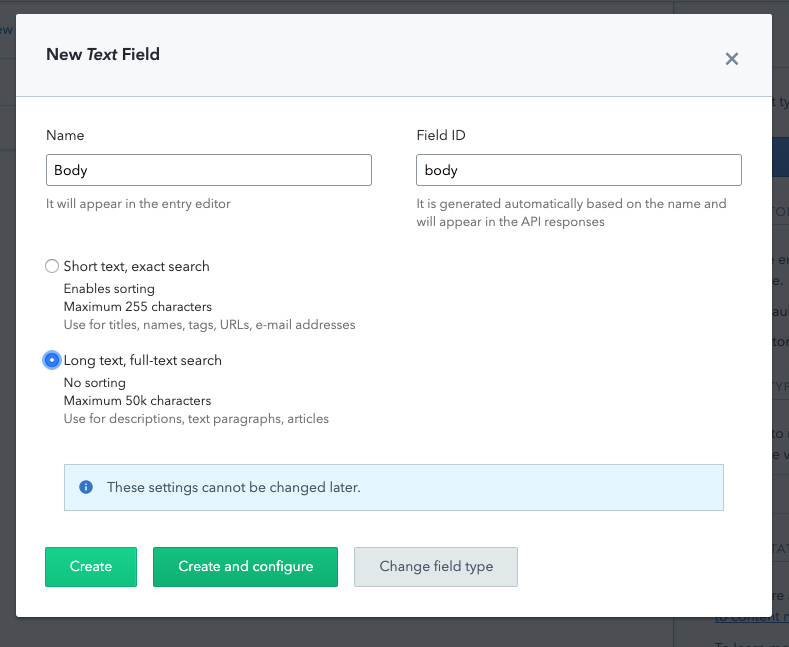 New Text Field
Name
Field ID
Body
body
It will appear in the entry editor
It is generated automatically based on the name and
will appear in the API responses
Short text, exact search
Enables sorting
Maximum 255 characters
Use for titles, names, tags, URLs, e-mail addresses
Long text, full-text search
No sorting
Maximum 50k characters
Use for descriptions, text paragraphs, articles
These settings cannot be changed later.
Create
Create and configure
Change field type
to content